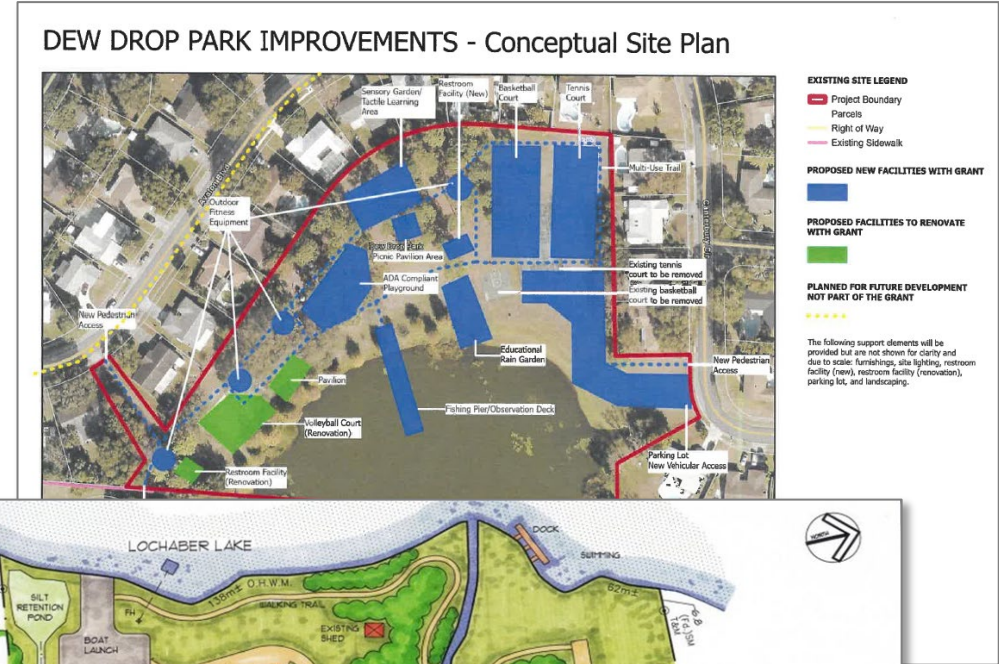 DEW DROP PARK IMPROVEMENTS - Conceptual Site Plan
Sensory Garden/
Tactile Learning
Area
Restroom
Facility (New)
Basketball
Court
Tennis
Court
Multi-Use Trail
Outdoor
Fitness
Equipment
Dew Drop Park
Picnic Pavilion Area
ADA Compliant
Playground
Existing tennis
court to be removed
Existing basketball
court to be removed
New Pedestrian
Access
Educational
Rain Garden
New Pedestrian
Access
Pavilion
Fishing Pier/Observation Deck
Volleyball Court
(Renovation)
Restroom Facility
(Renovation)
Parking Lot
New Vehicular Access
EXISTING SITE LEGEND
Project Boundary
Parcels
Right of Way
Existing Sidewalk
PROPOSED NEW FACILITIES WITH GRANT
PROPOSED FACILITIES TO RENOVATE
WITH GRANT
PLANNED FOR FUTURE DEVELOPMENT
NOT PART OF THE GRANT
The following support elements will be
provided but are not shown for clarity and
due to scale: furnishings, site lighting, restroom
facility (new), restroom facility (renovation),
parking lot, and landscaping.
LOCHABER LAKE
DOCK
SWIMMING
NORTH
138m± O.H.W.M.
62m±
WALKING TRAIL
FH
SILT
RETENTION
POND
BOAT
LAUNCH
EXISTING
SHED
(Fd.)SM
T&M